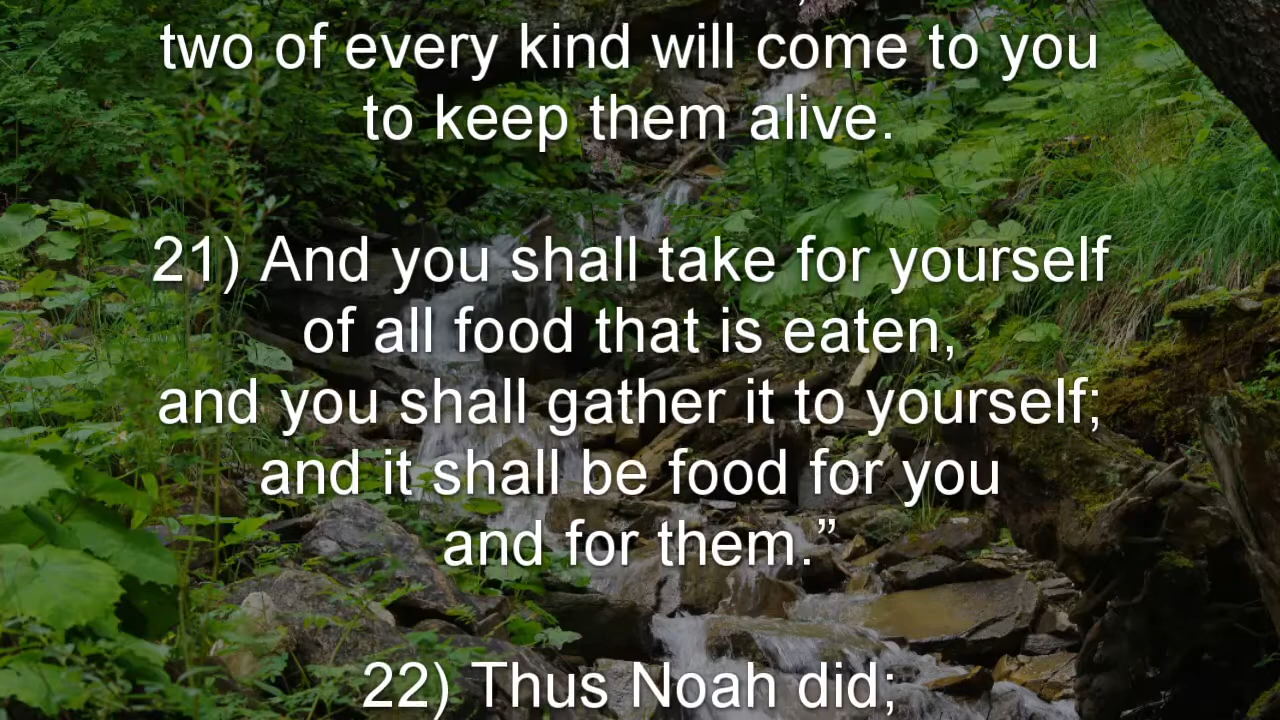 two of every kind will come to you
to keep them alive.
21) And you shall take for yourself
of all food that is eaten,
and you shall gather it to yourself;
and it shall be food for you
and for them.”
22) Thus Noah did;